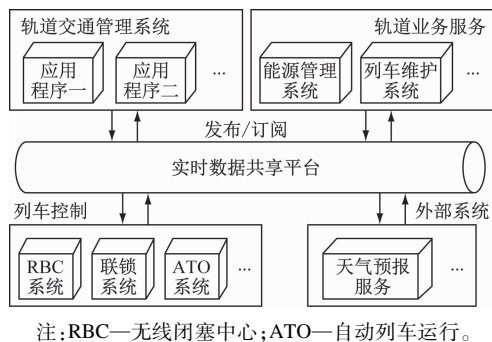 轨道交通管理系统
应用
程序一
应用
程序二
...
轨道业务服务
能源管理
系统
列车维护
系统
...
发布/订阅
实时数据共享平台
列车控制
RBC
系统
联锁
系统
ATO
系统
...
外部系统
天气预报
服务
...
注:RBC—无线闭塞中心;ATO—自动列车运行。